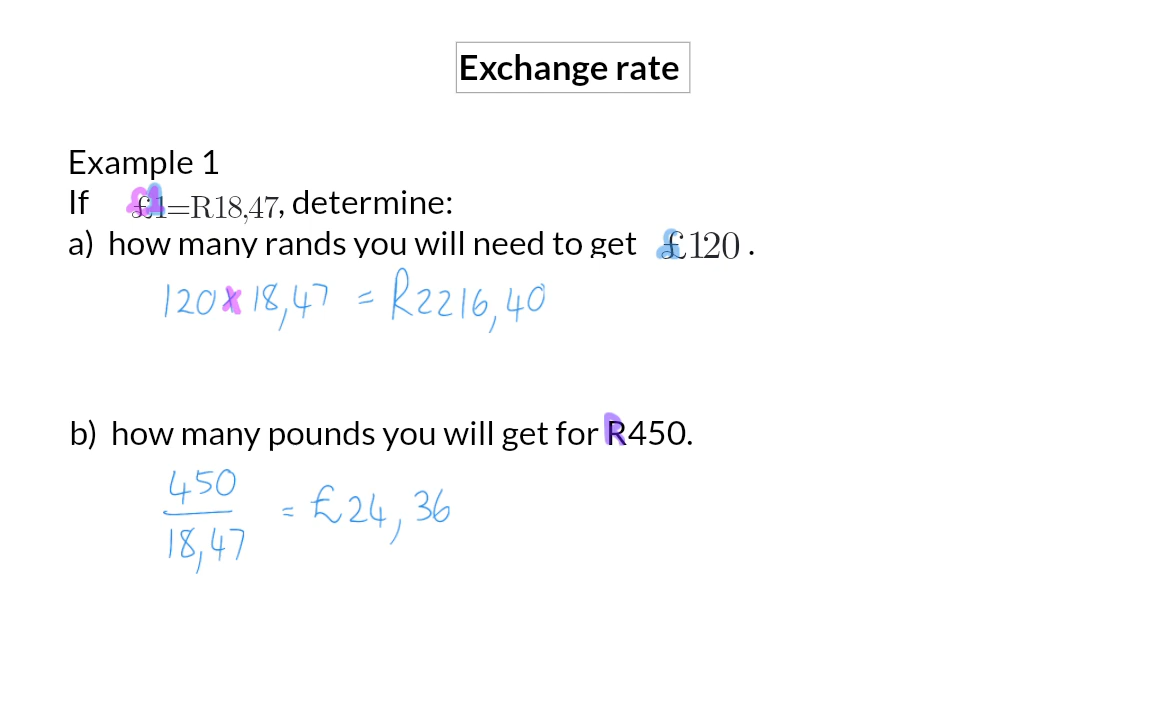 Exchange rate
Example 1
If £1=R18,47, determine:
a) how many rands you will need to get £120.
120 x 18,47 = R2216,40
b) how many pounds you will get for R450.
450
18,47
= £24,36